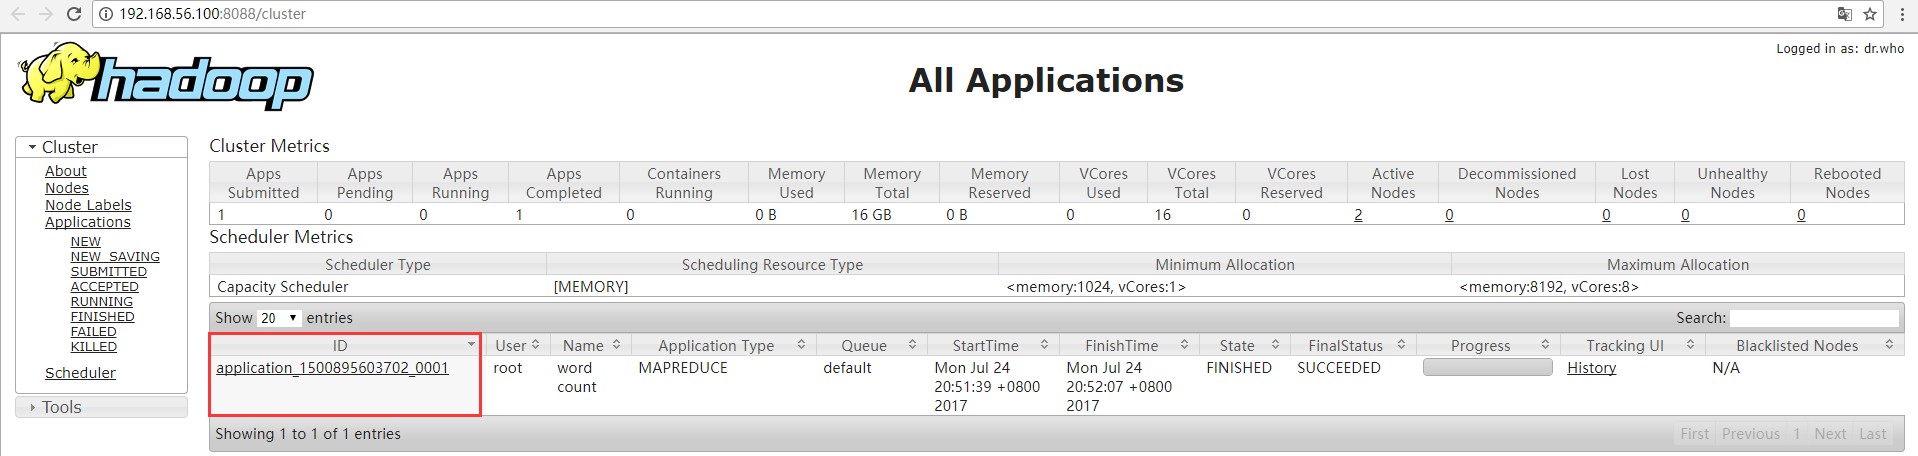 192.168.56.100:8088/cluster
Logged in as: dr.who
hadoop
All Applications
Cluster
About
Nodes
Node Labels
Applications
NEW
NEW_SAVING
SUBMITTED
ACCEPTED
RUNNING
FINISHED
FAILED
KILLED
Scheduler
Tools
Cluster Metrics
Apps Submitted Apps Pending Apps Running Apps Completed Containers Running Memory Used Memory Total Memory Reserved VCores Used VCores Total VCores Reserved Active Nodes Decommissioned Nodes Lost Nodes Unhealthy Nodes Rebooted Nodes
1 0 0 1 0 0 B 16 GB 0 B 0 16 0 2 0 0 0 0
Scheduler Metrics
Scheduler Type Scheduling Resource Type Minimum Allocation Maximum Allocation
Capacity Scheduler [MEMORY] <memory:1024, vCores:1> <memory:8192, vCores:8>
Show 20 entries Search:
ID User Name Application Type Queue StartTime FinishTime State FinalStatus Progress Tracking UI Blacklisted Nodes
application_1500895603702_0001 root word count MAPREDUCE default Mon Jul 24 20:51:39 +0800 2017 Mon Jul 24 20:52:07 +0800 2017 FINISHED SUCCEEDED History N/A
Showing 1 to 1 of 1 entries First Previous 1 Next Last